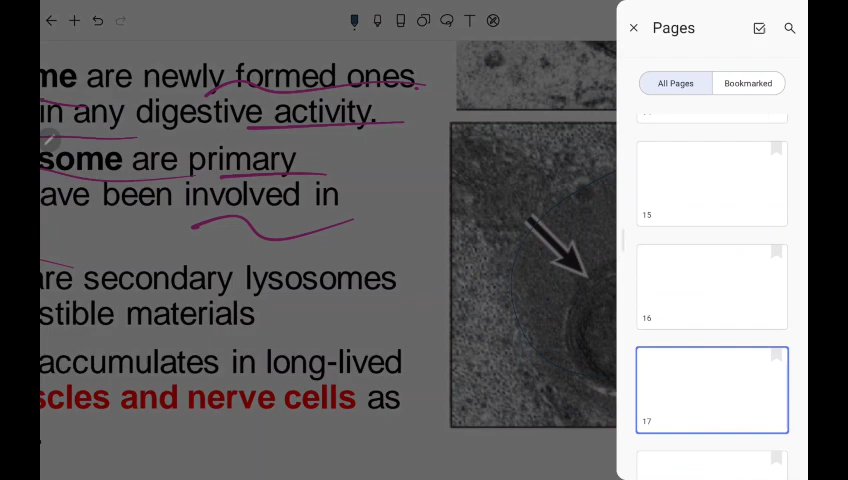 me are newly formed ones
in any digestive activity.
some are primary
ave been involved in
are secondary lysosomes
stible materials
accumulates in long-lived
scles and nerve cells as
Pages
All Pages
Bookmarked
15
16
17